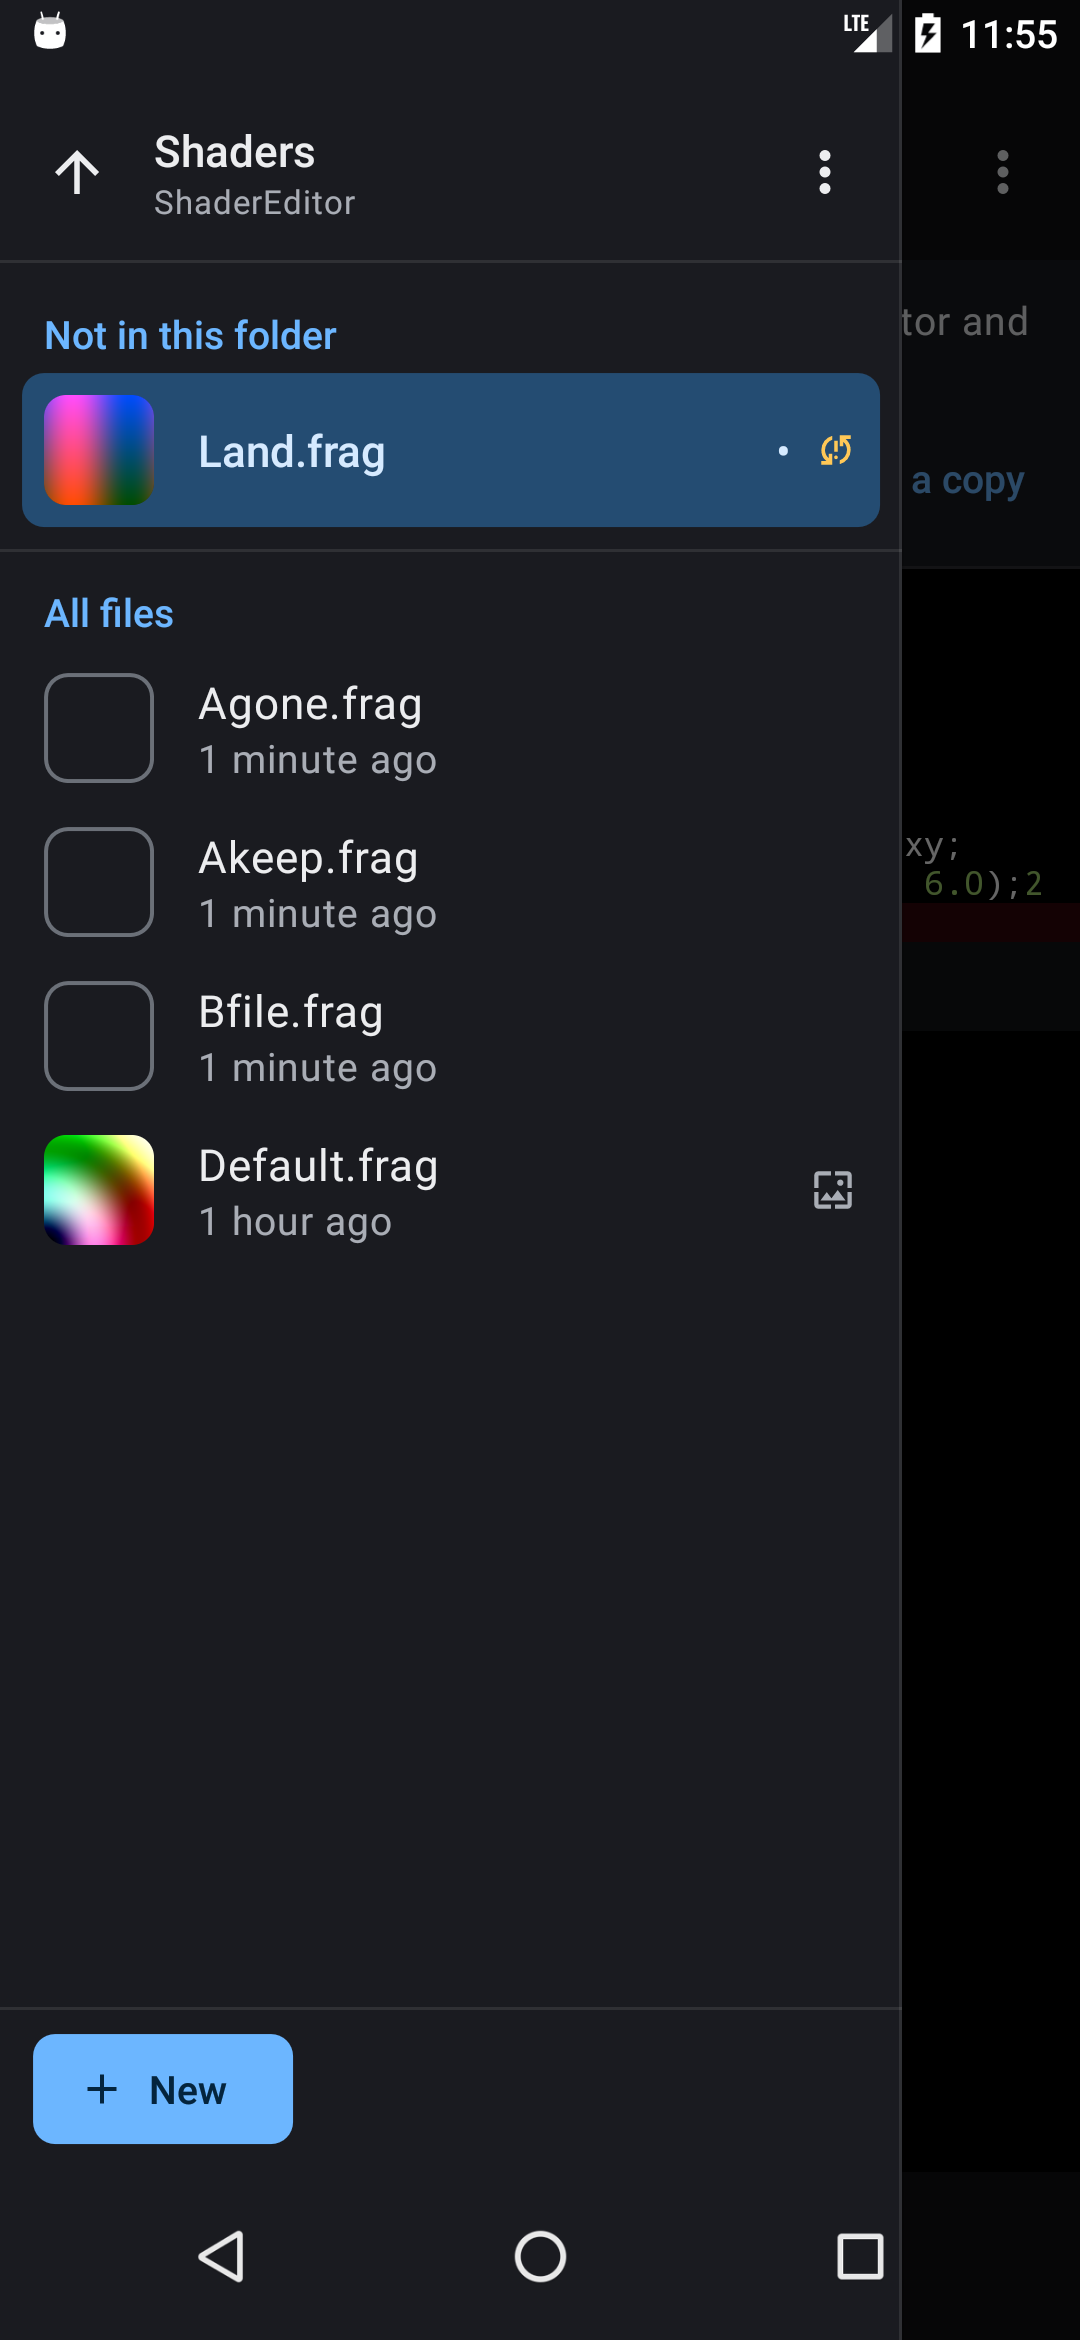 LTE 11:55
Shaders
ShaderEditor
tor and
Not in this folder
Land.frag
a copy
All files
Agone.frag
1 minute ago
Akeep.frag
1 minute ago
xy;
6.0);2
Bfile.frag
1 minute ago
Default.frag
1 hour ago
+ New